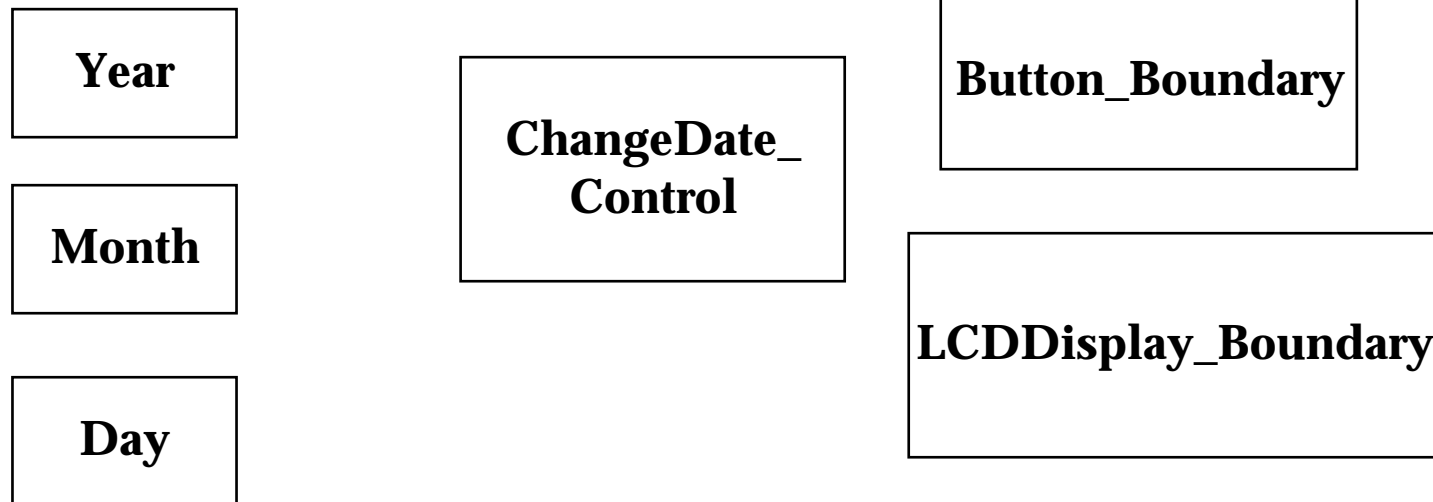 Year
Month
Day
ChangeDate_
Control
Button_Boundary
LCDDisplay_Boundary